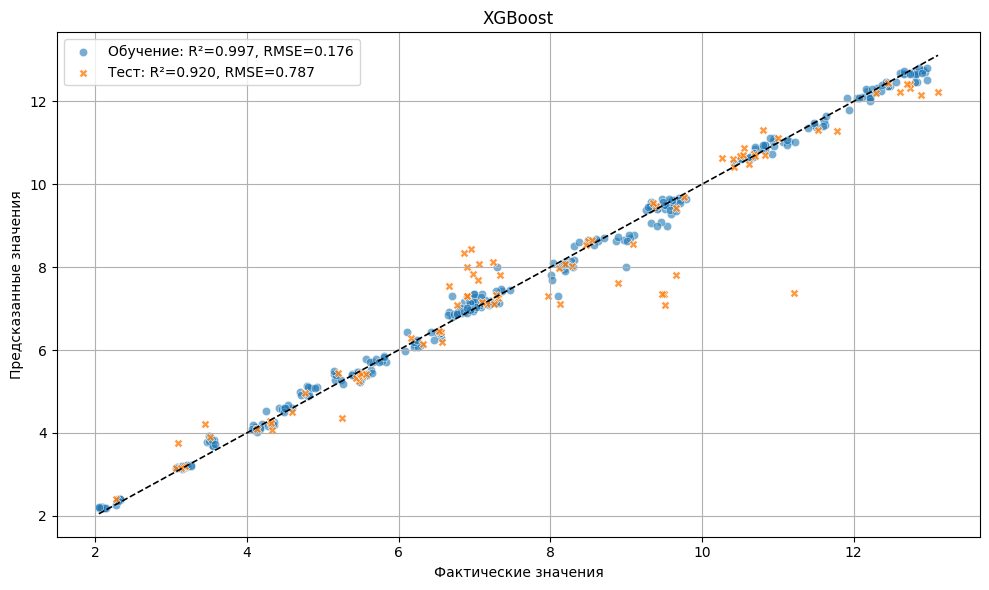 XGBoost
Обучение: R²=0.997, RMSE=0.176
Тест: R²=0.920, RMSE=0.787
Предсказанные значения
12
10
8
6
4
2
2 4 6 8 10 12
Фактические значения